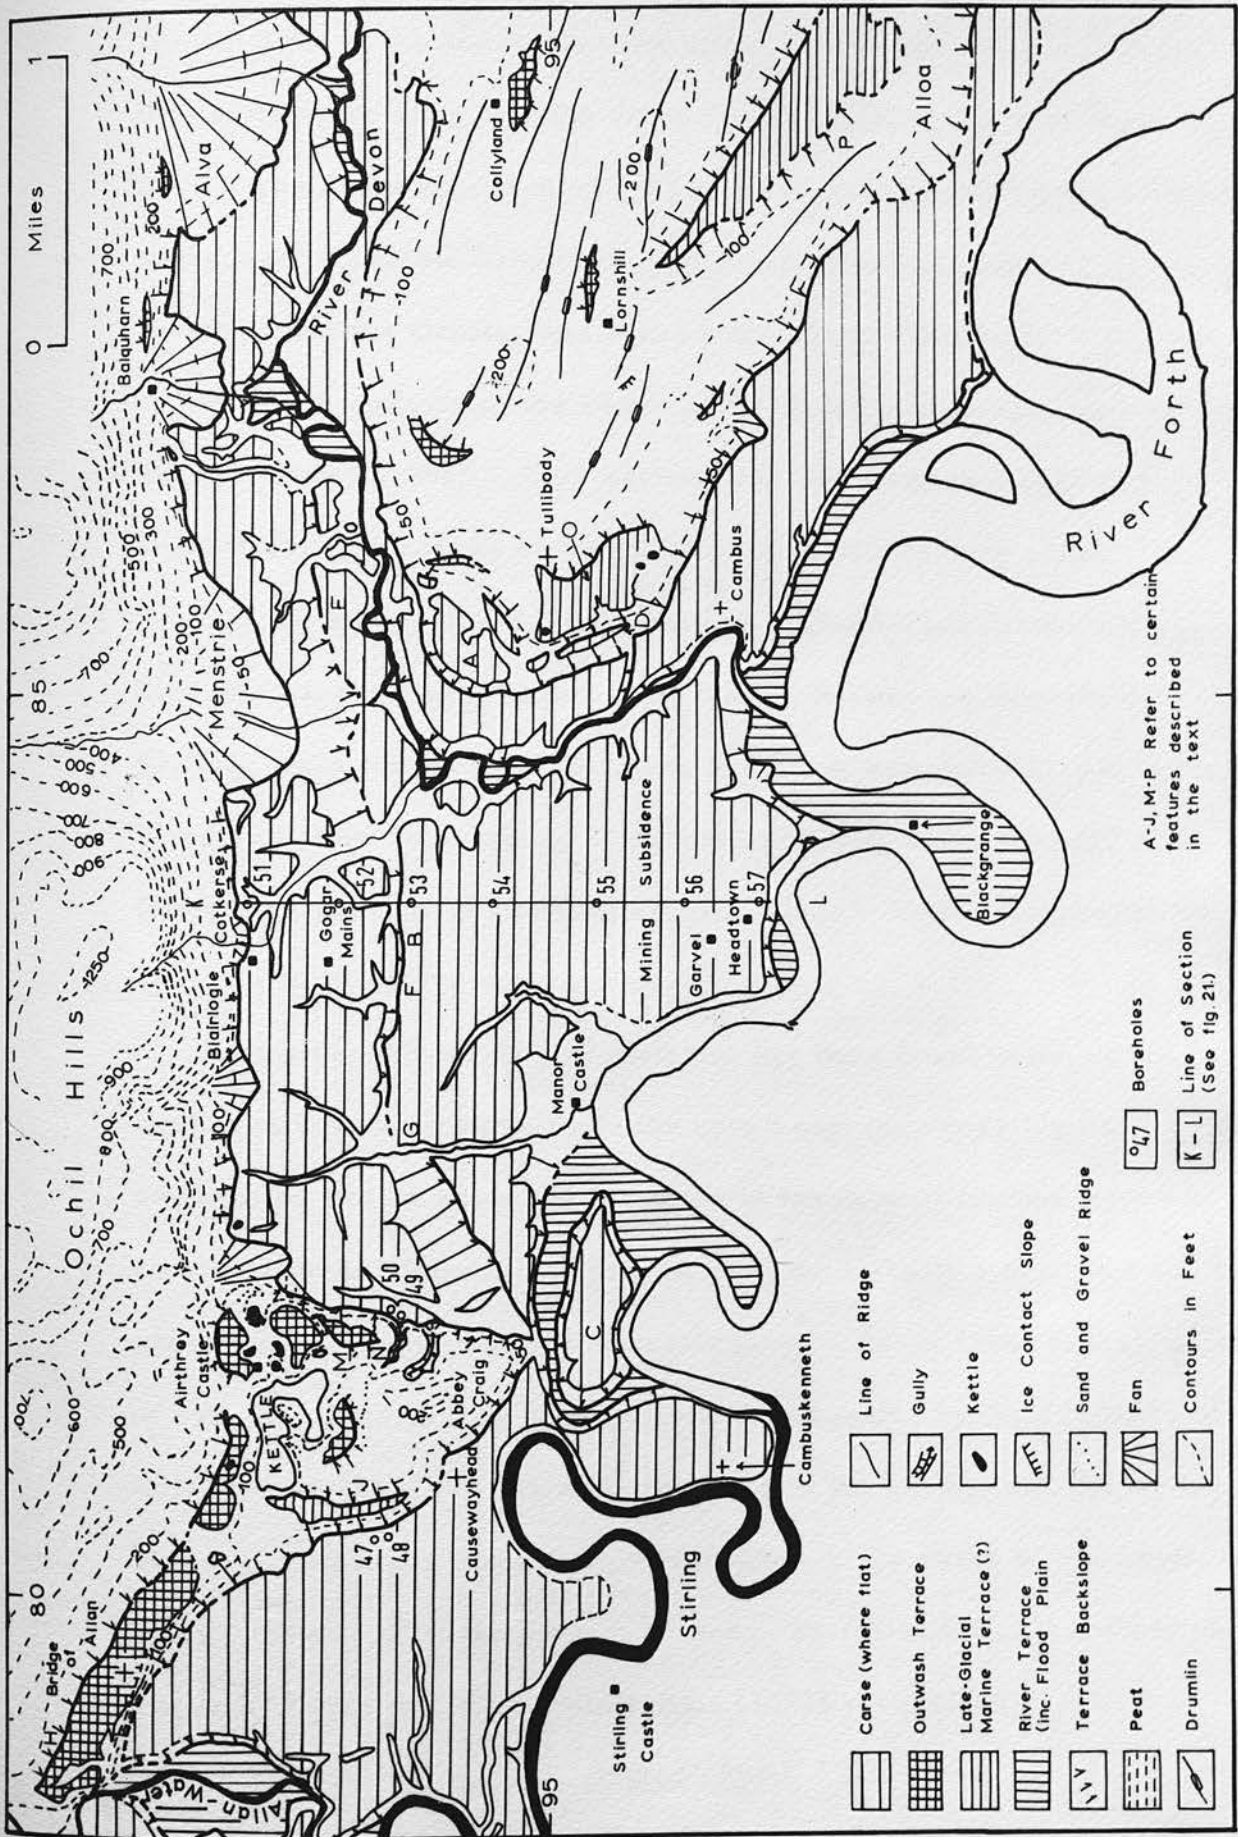 80
85
0
1
Miles
Bridge
of
Allan
Ochil Hills
Airthrey
Castle
Blairlogie
Cotkerse
K
Menstrie
Balquharn
Alva
700
600
500
200
100
700
800
900
1250
900
800
700
600
500
400
700
500
300
200
100
50
700
200
100
H
100
KETTLE
M
N
J
50
49
47
48
51
52
53
54
55
56
57
Gogar
Mains
G
F
B
E
A
D
River
Devon
100
50
200
Collyland
95
200
Lornshill
Tullibody
100
P
Alloa
50
Cambus
Abbey
Craig
Causewayhead
C
Manor
Castle
Mining Subsidence
Garvel
Headtown
L
Blackgrange
River Forth
Allan Water
95
Stirling
Castle
Stirling
Cambuskenneth
A-J, M-P Refer to certain
features described
in the text
Carse (where flat)
Outwash Terrace
Late-Glacial
Marine Terrace (?)
River Terrace
(inc. Flood Plain
Terrace Backslope
Peat
Drumlin
Line of Ridge
Gully
Kettle
Ice Contact Slope
Sand and Gravel Ridge
Fan
Contours in Feet
47
Boreholes
K – L
Line of Section
(See fig. 21.)